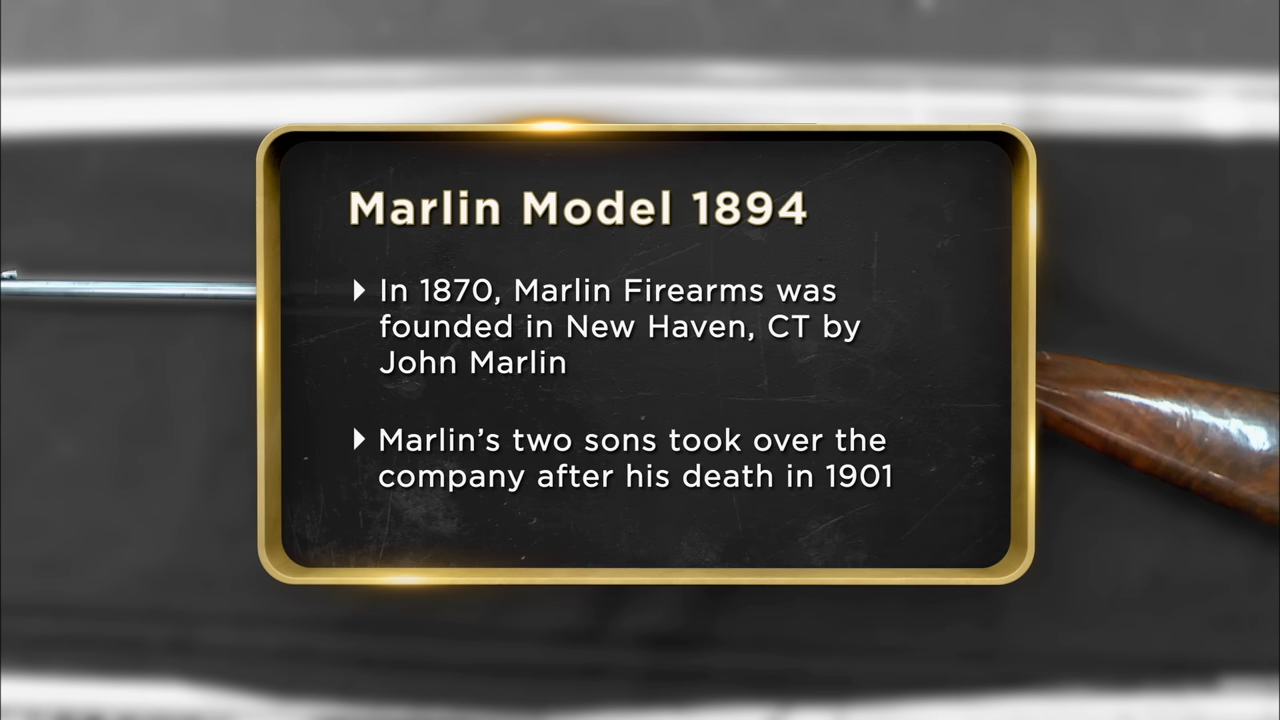 Marlin Model 1894
In 1870, Marlin Firearms was
founded in New Haven, CT by
John Marlin
Marlin’s two sons took over the
company after his death in 1901